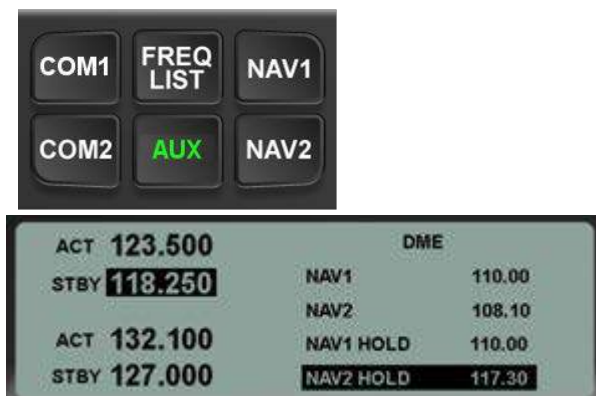 COM1 FREQ LIST NAV1
COM2 AUX NAV2
ACT 123.500
STBY 118.250
ACT 132.100
STBY 127.000
DME
NAV1 110.00
NAV2 108.10
NAV1 HOLD 110.00
NAV2 HOLD 117.30